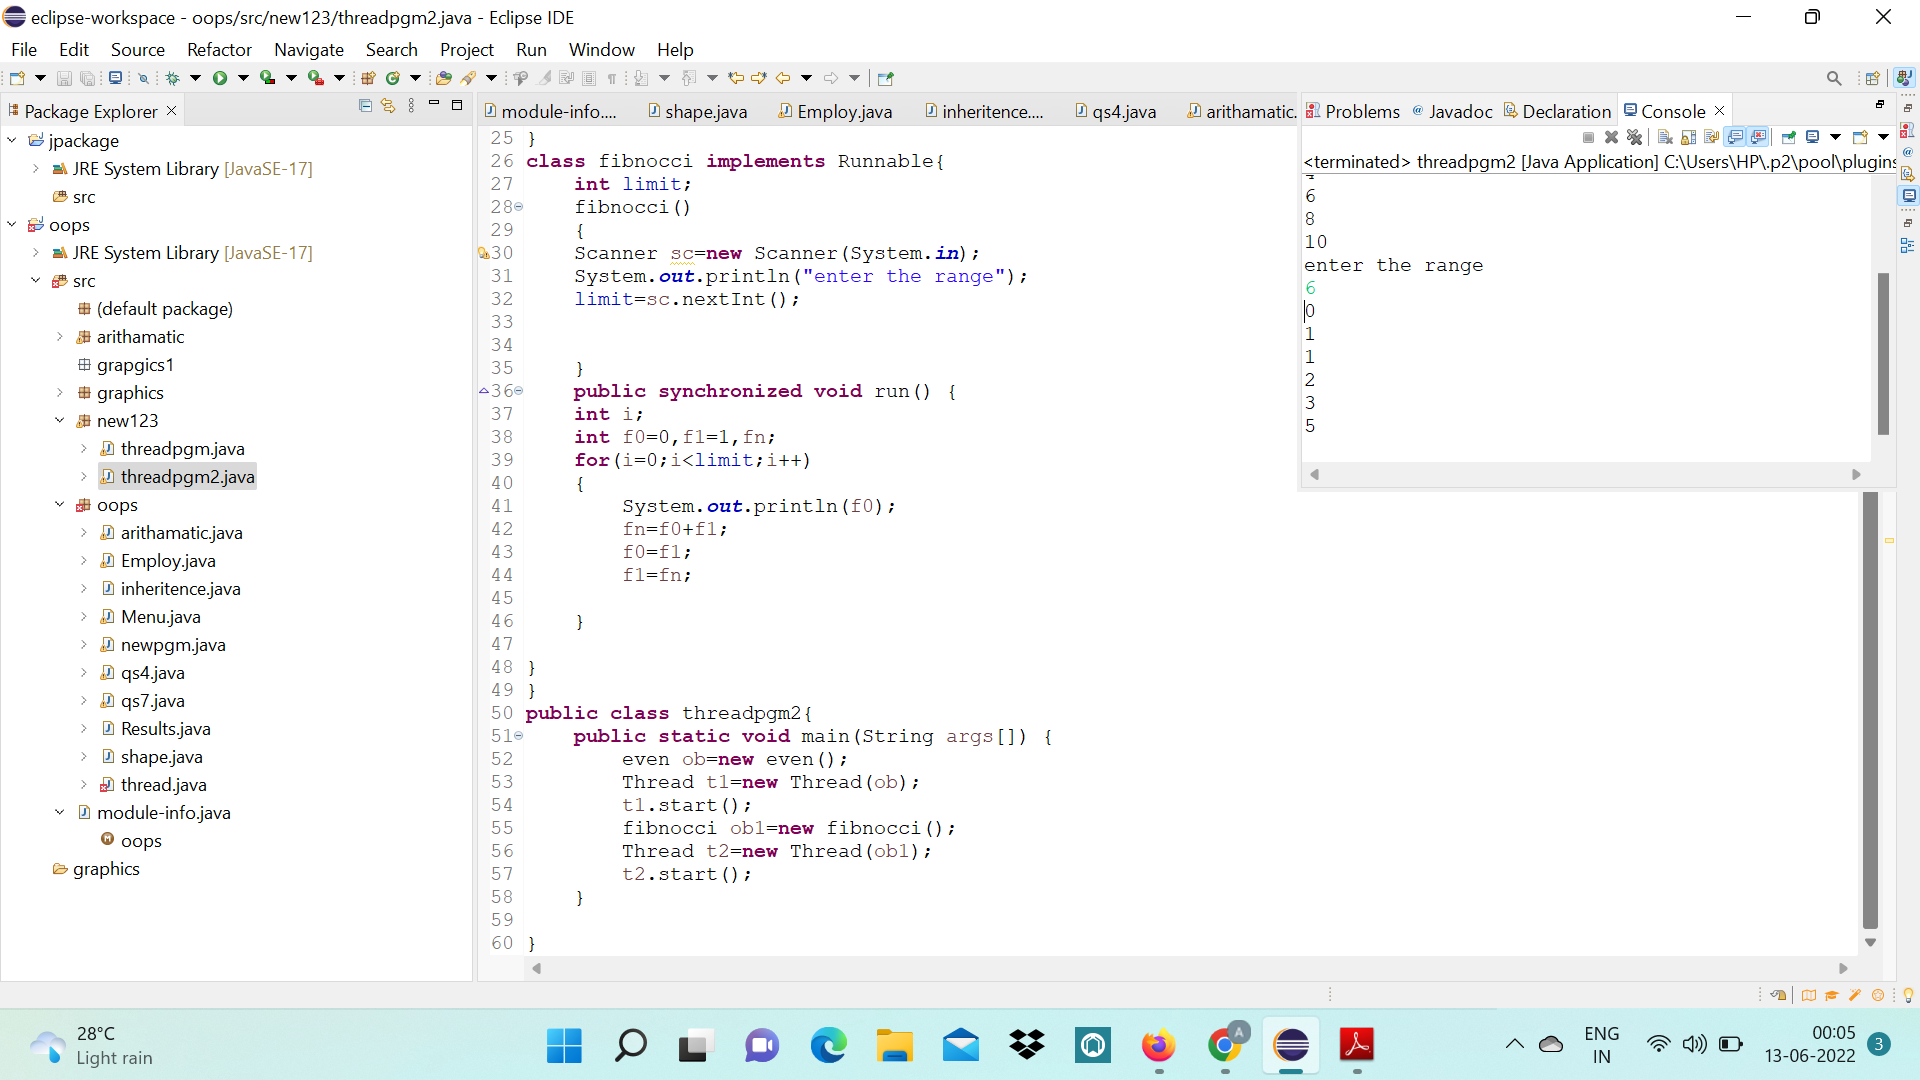 eclipse-workspace - oops/src/new123/threadpgm2.java - Eclipse IDE
File Edit Source Refactor Navigate Search Project Run Window Help
Package Explorer
jpackage
JRE System Library [JavaSE-17]
src
oops
JRE System Library [JavaSE-17]
src
(default package)
arithamatic
grapgics1
graphics
new123
threadpgm.java
threadpgm2.java
oops
arithamatic.java
Employ.java
inheritence.java
Menu.java
newpgm.java
qs4.java
qs7.java
Results.java
shape.java
thread.java
module-info.java
oops
graphics
module-info.... shape.java Employ.java inheritence.... qs4.java arithamatic.
25 }
26 class fibnocci implements Runnable{
27 int limit;
28 fibnocci()
29 {
30 Scanner sc=new Scanner(System.in);
31 System.out.println("enter the range");
32 limit=sc.nextInt();
33
34
35 }
36 public synchronized void run() {
37 int i;
38 int f0=0,f1=1,fn;
39 for(i=0;i<limit;i++)
40 {
41 System.out.println(f0);
42 fn=f0+f1;
43 f0=f1;
44 f1=fn;
45
46 }
47
48 }
49 }
50 public class threadpgm2{
51 public static void main(String args[]) {
52 even ob=new even();
53 Thread t1=new Thread(ob);
54 t1.start();
55 fibnocci ob1=new fibnocci();
56 Thread t2=new Thread(ob1);
57 t2.start();
58 }
59
60 }
Problems @ Javadoc Declaration Console
<terminated> threadpgm2 [Java Application] C:\Users\HP\.p2\pool\plugins
6
8
10
enter the range
6
0
1
1
2
3
5
28°C
Light rain
A
ENG
IN
00:05
13-06-2022
3